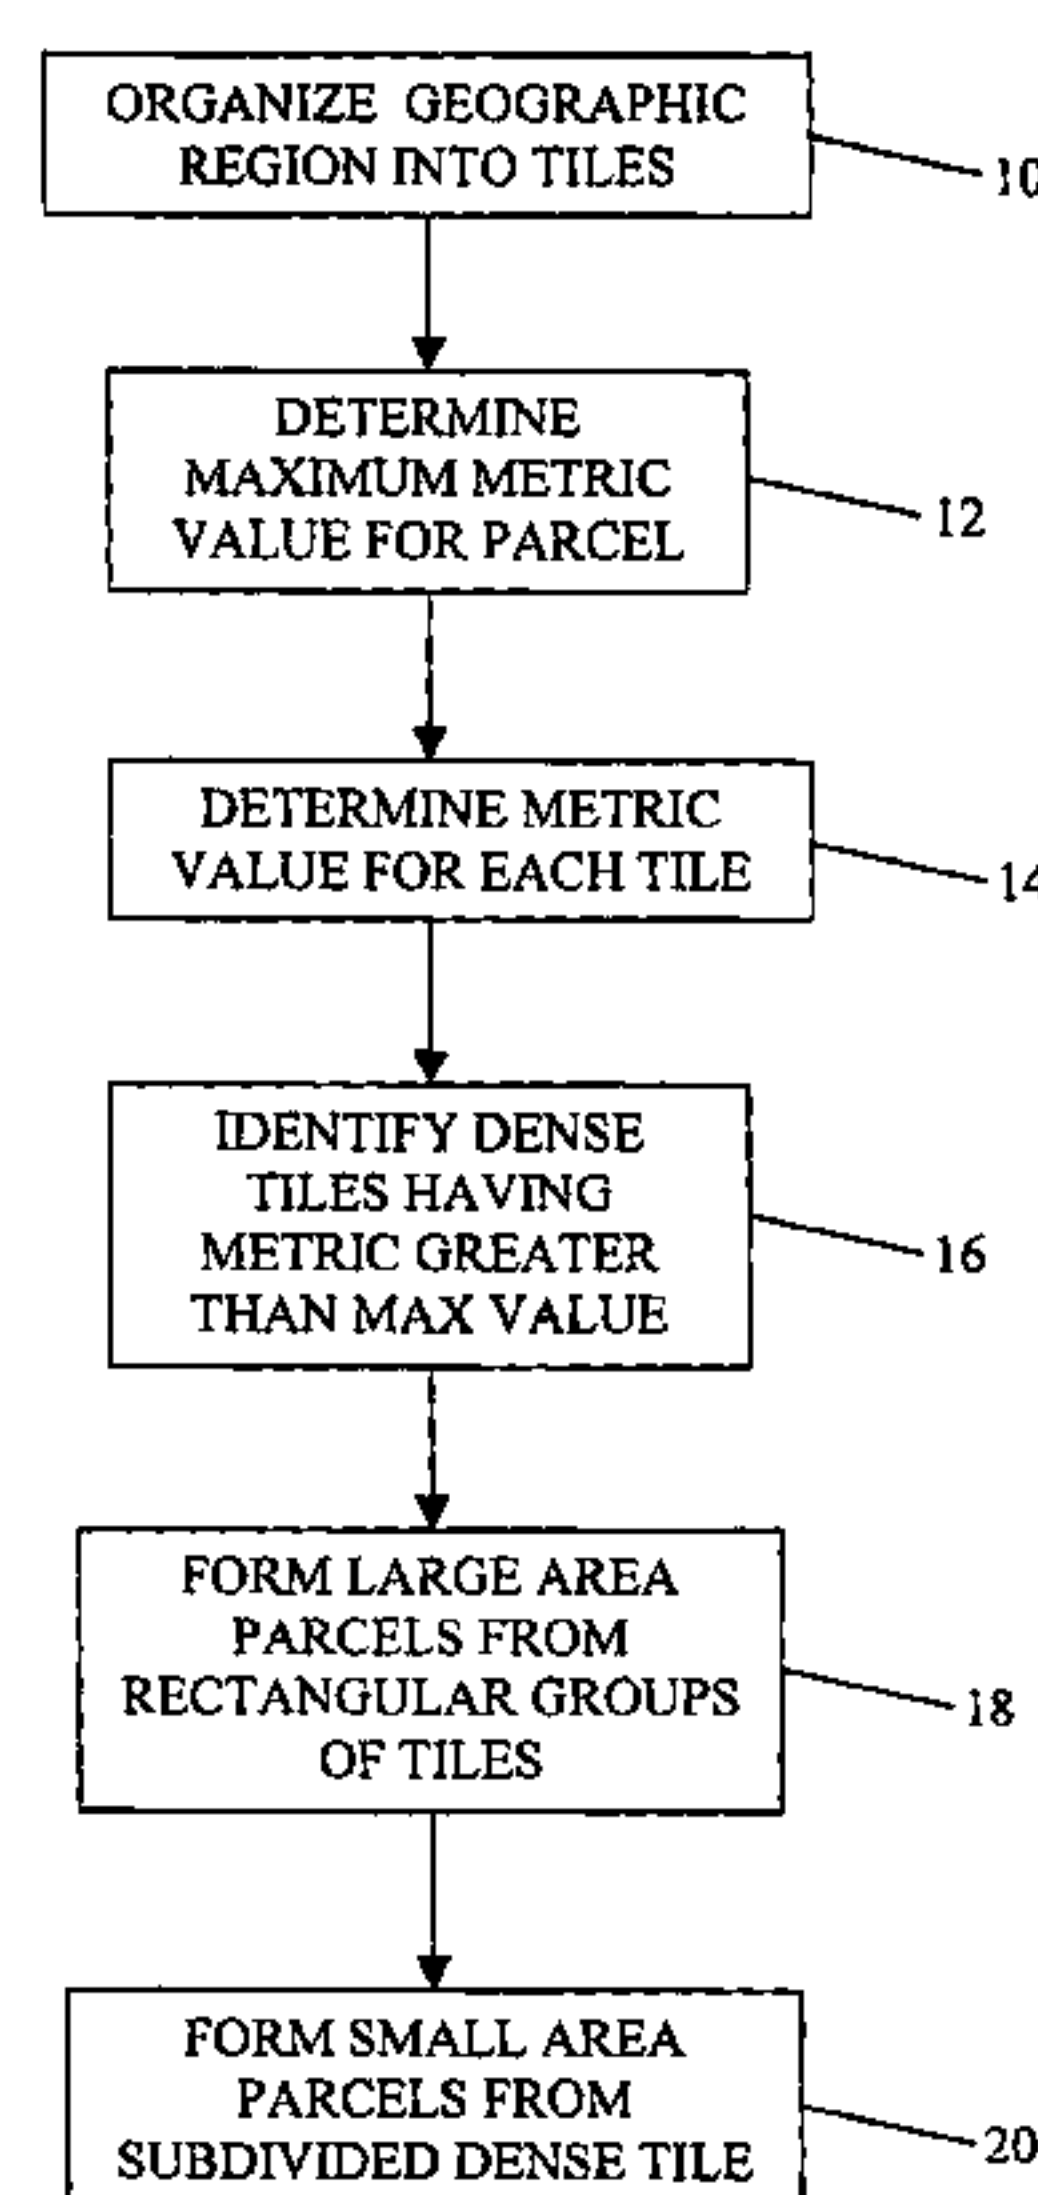 ORGANIZE GEOGRAPHIC
REGION INTO TILES
10
DETERMINE
MAXIMUM METRIC
VALUE FOR PARCEL
12
DETERMINE METRIC
VALUE FOR EACH TILE
14
IDENTIFY DENSE
TILES HAVING
METRIC GREATER
THAN MAX VALUE
16
FORM LARGE AREA
PARCELS FROM
RECTANGULAR GROUPS
OF TILES
18
FORM SMALL AREA
PARCELS FROM
SUBDIVIDED DENSE TILE
20